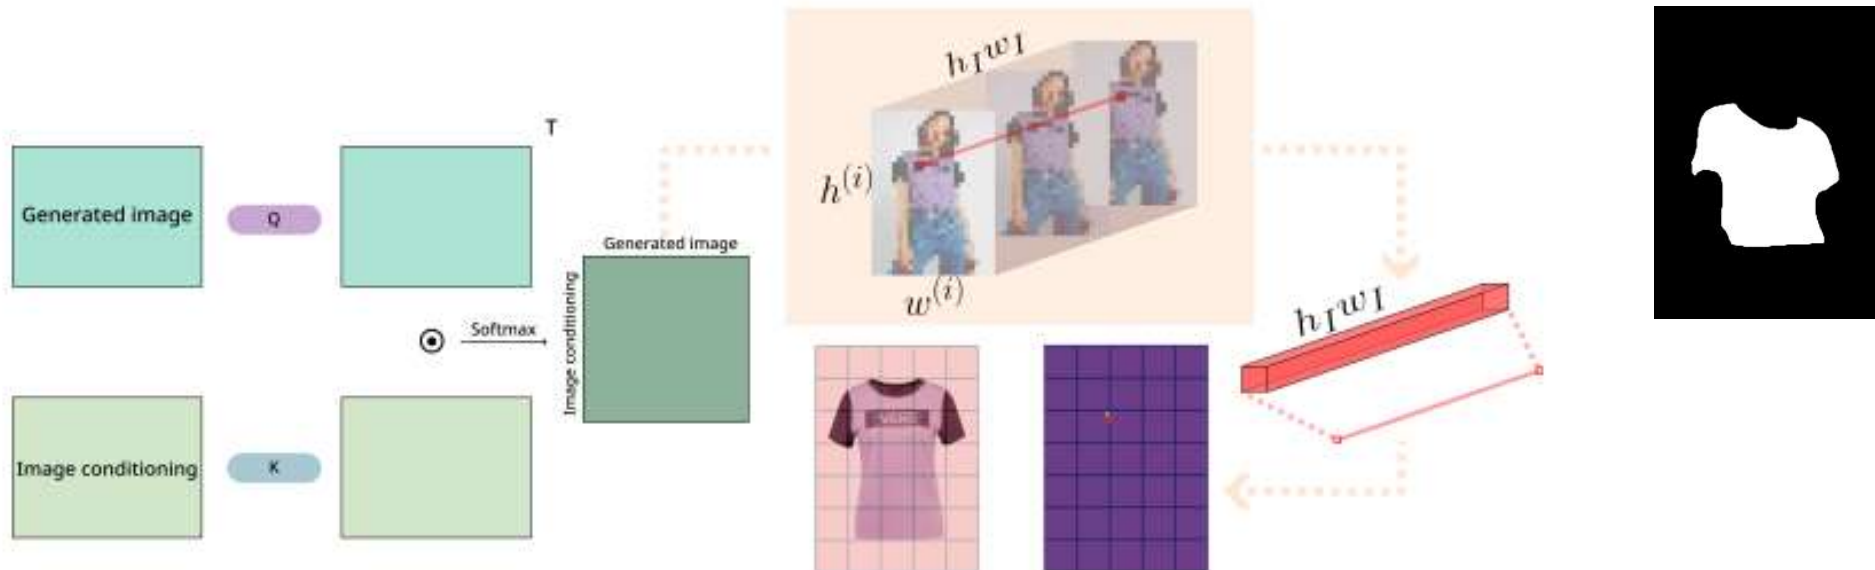 h_I w_I
T
Generated image
Q
h^{(i)}
Generated image
w^{(i)}
Image conditioning
h_I w_I
Softmax
Image conditioning
K